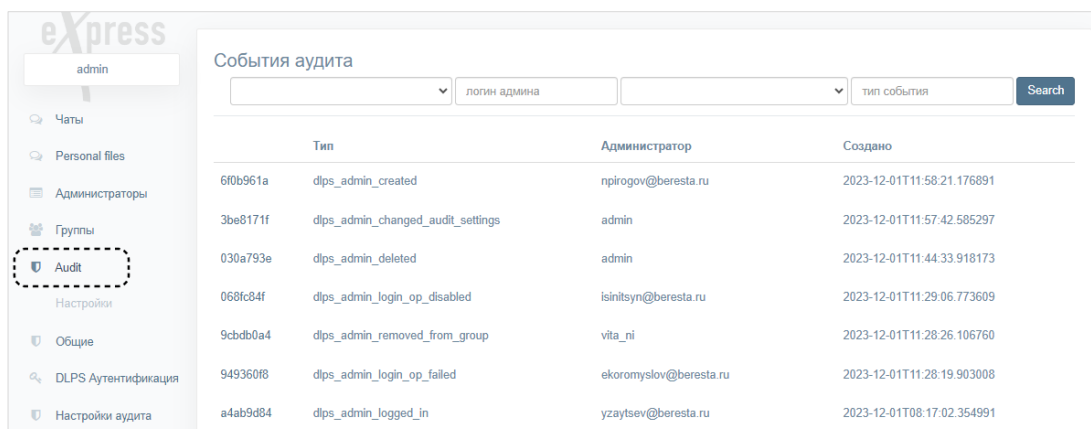 eXpress
admin
Чаты
Personal files
Администраторы
Группы
Audit
Настройки
Общие
DLPS Аутентификация
Настройки аудита
События аудита
логин админа
тип события
Search
Тип Администратор Создано
6f0b961a dlps_admin_created npirogov@beresta.ru 2023-12-01T11:58:21.176891
3be8171f dlps_admin_changed_audit_settings admin 2023-12-01T11:57:42.585297
030a793e dlps_admin_deleted admin 2023-12-01T11:44:33.918173
068fc84f dlps_admin_login_op_disabled isinitsyn@beresta.ru 2023-12-01T11:29:06.773609
9cbdb0a4 dlps_admin_removed_from_group vita_ni 2023-12-01T11:28:26.106760
949360f8 dlps_admin_login_op_failed ekoromyslov@beresta.ru 2023-12-01T11:28:19.903008
a4ab9d84 dlps_admin_logged_in yzaytsev@beresta.ru 2023-12-01T08:17:02.354991